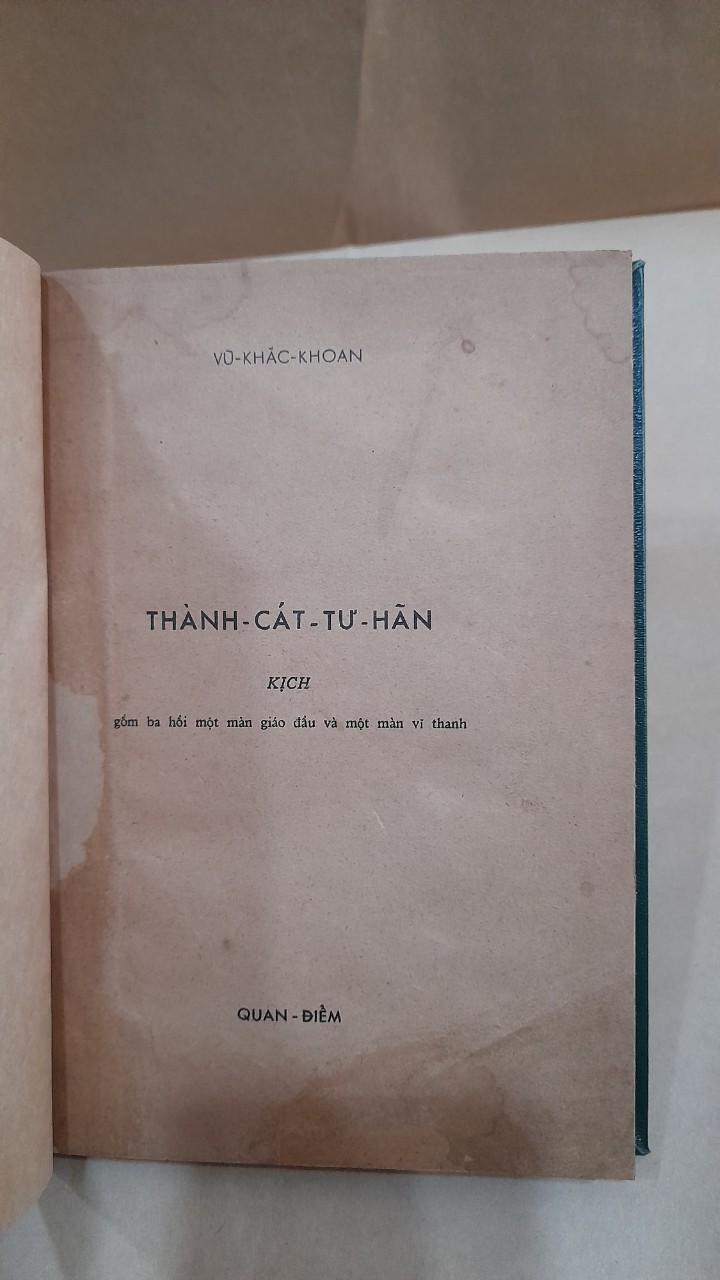 VŨ-KHẮC-KHOAN
THÀNH-CÁT-TƯ-HÃN
KỊCH
gồm ba hồi một màn giáo đầu và một màn vĩ thanh
QUAN-ĐIỂM